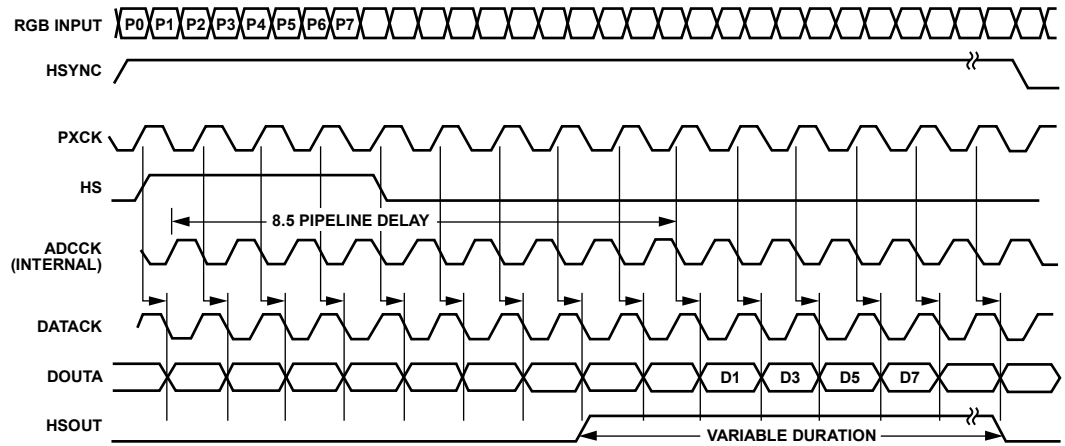 RGB INPUT P0 P1 P2 P3 P4 P5 P6 P7
HSYNC
PXCK
HS
8.5 PIPELINE DELAY
ADCCK
(INTERNAL)
DATACK
DOUTA D1 D3 D5 D7
HSOUT
VARIABLE DURATION